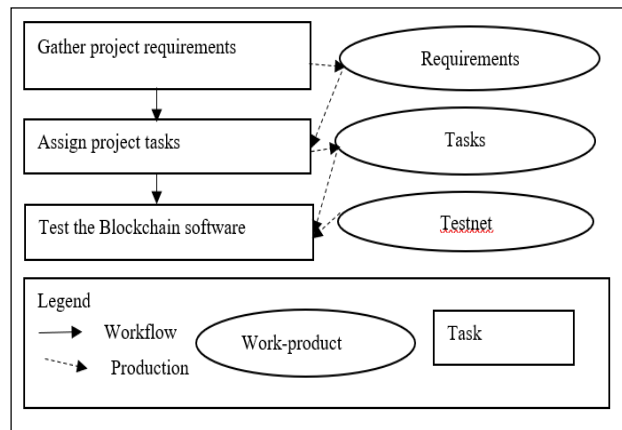 Gather project requirements
Requirements
Assign project tasks
Tasks
Test the Blockchain software
Testnet
Legend
Workflow
Production
Work-product
Task